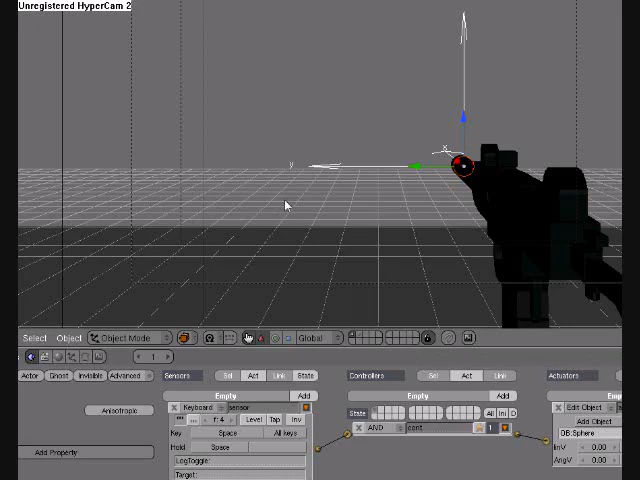 Unregistered HyperCam 2
x
y
Select Object Object Mode Global
1
Actor Ghost Invisible Advanced Sensors Sel Act Link State Controllers Sel Act Link Actuators
Empty Add Empty Add Empty
Anisotropic Keyboard sensor State All Ini D Edit Object
f: 4 Level Tap Inv AND cont 1 Add Object
Key Space All keys OB:Sphere
Hold Space linV 0.00
Add Property LogToggle: AngV 0.00
Target: